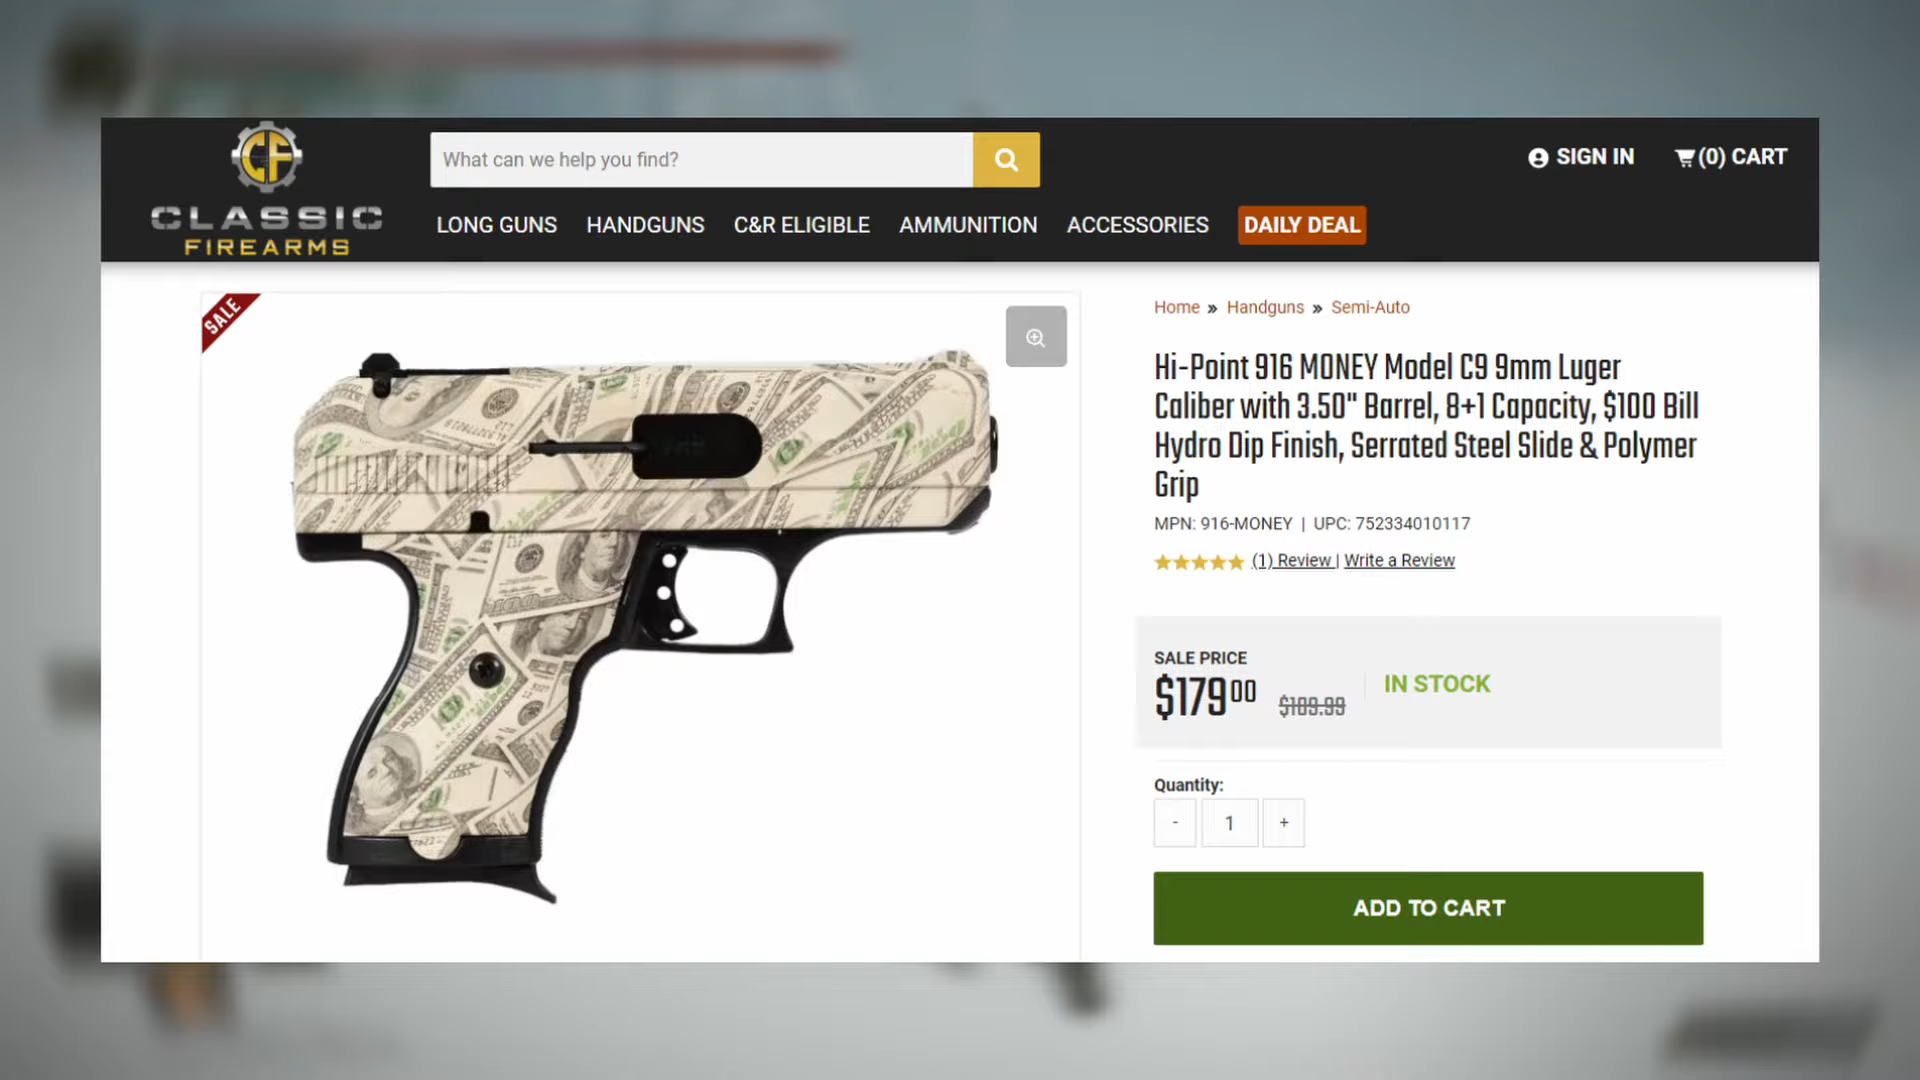 CF
CLASSIC
FIREARMS
What can we help you find?
SIGN IN
(0) CART
LONG GUNS
HANDGUNS
C&R ELIGIBLE
AMMUNITION
ACCESSORIES
DAILY DEAL
SALE
Home » Handguns » Semi-Auto
Hi-Point 916 MONEY Model C9 9mm Luger
Caliber with 3.50" Barrel, 8+1 Capacity, $100 Bill
Hydro Dip Finish, Serrated Steel Slide & Polymer
Grip
MPN: 916-MONEY | UPC: 752334010117
(1) Review | Write a Review
SALE PRICE
$179.00
$189.99
IN STOCK
Quantity:
- 1 +
ADD TO CART